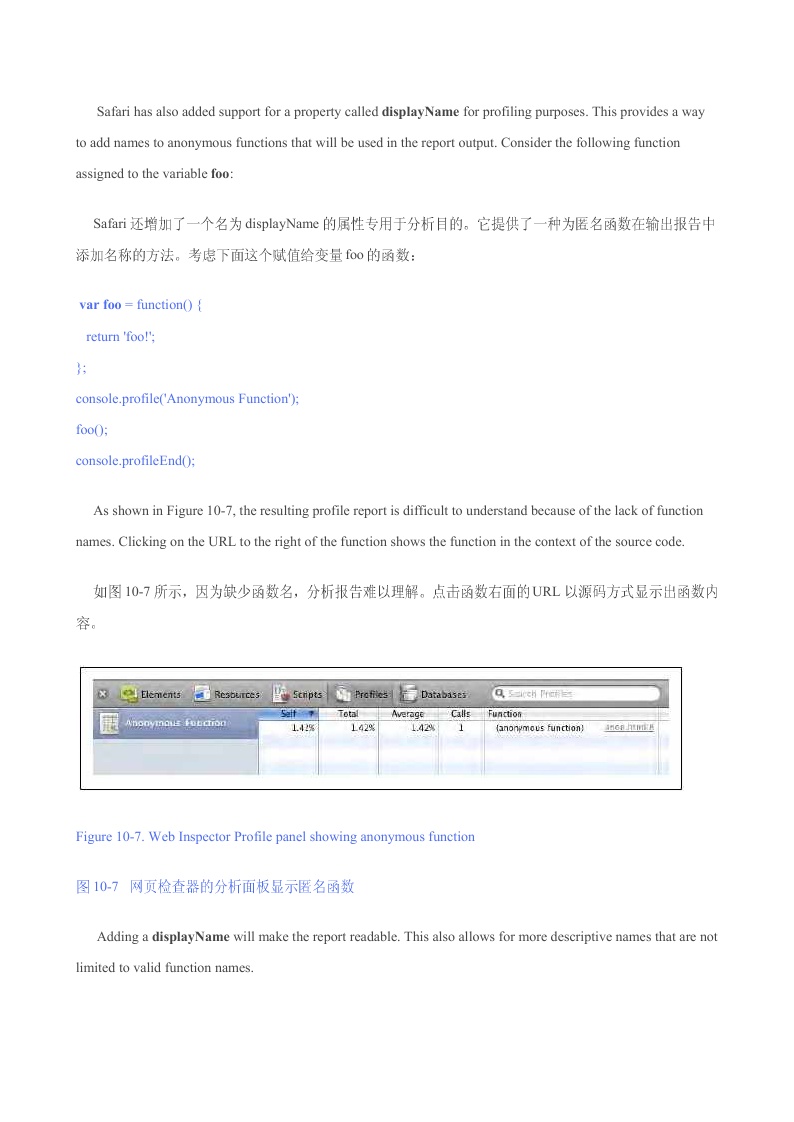 Safari has also added support for a property called displayName for profiling purposes. This provides a way
to add names to anonymous functions that will be used in the report output. Consider the following function
assigned to the variable foo:
Safari 还增加了一个名为 displayName 的属性专用于分析目的。它提供了一种为匿名函数在输出报告中
添加名称的方法。考虑下面这个赋值给变量 foo 的函数：
var foo = function() {
return 'foo!';
};
console.profile('Anonymous Function');
foo();
console.profileEnd();
As shown in Figure 10-7, the resulting profile report is difficult to understand because of the lack of function
names. Clicking on the URL to the right of the function shows the function in the context of the source code.
如图 10-7 所示，因为缺少函数名，分析报告难以理解。点击函数右面的 URL 以源码方式显示出函数内
容。
Elements Resources Scripts Profiles Databases Search Profiles
Anonymous Function Self Total Average Calls Function
1.42% 1.42% 1.42% 1 (anonymous function)
Figure 10-7. Web Inspector Profile panel showing anonymous function
图 10-7 网页检查器的分析面板显示匿名函数
Adding a displayName will make the report readable. This also allows for more descriptive names that are not
limited to valid function names.